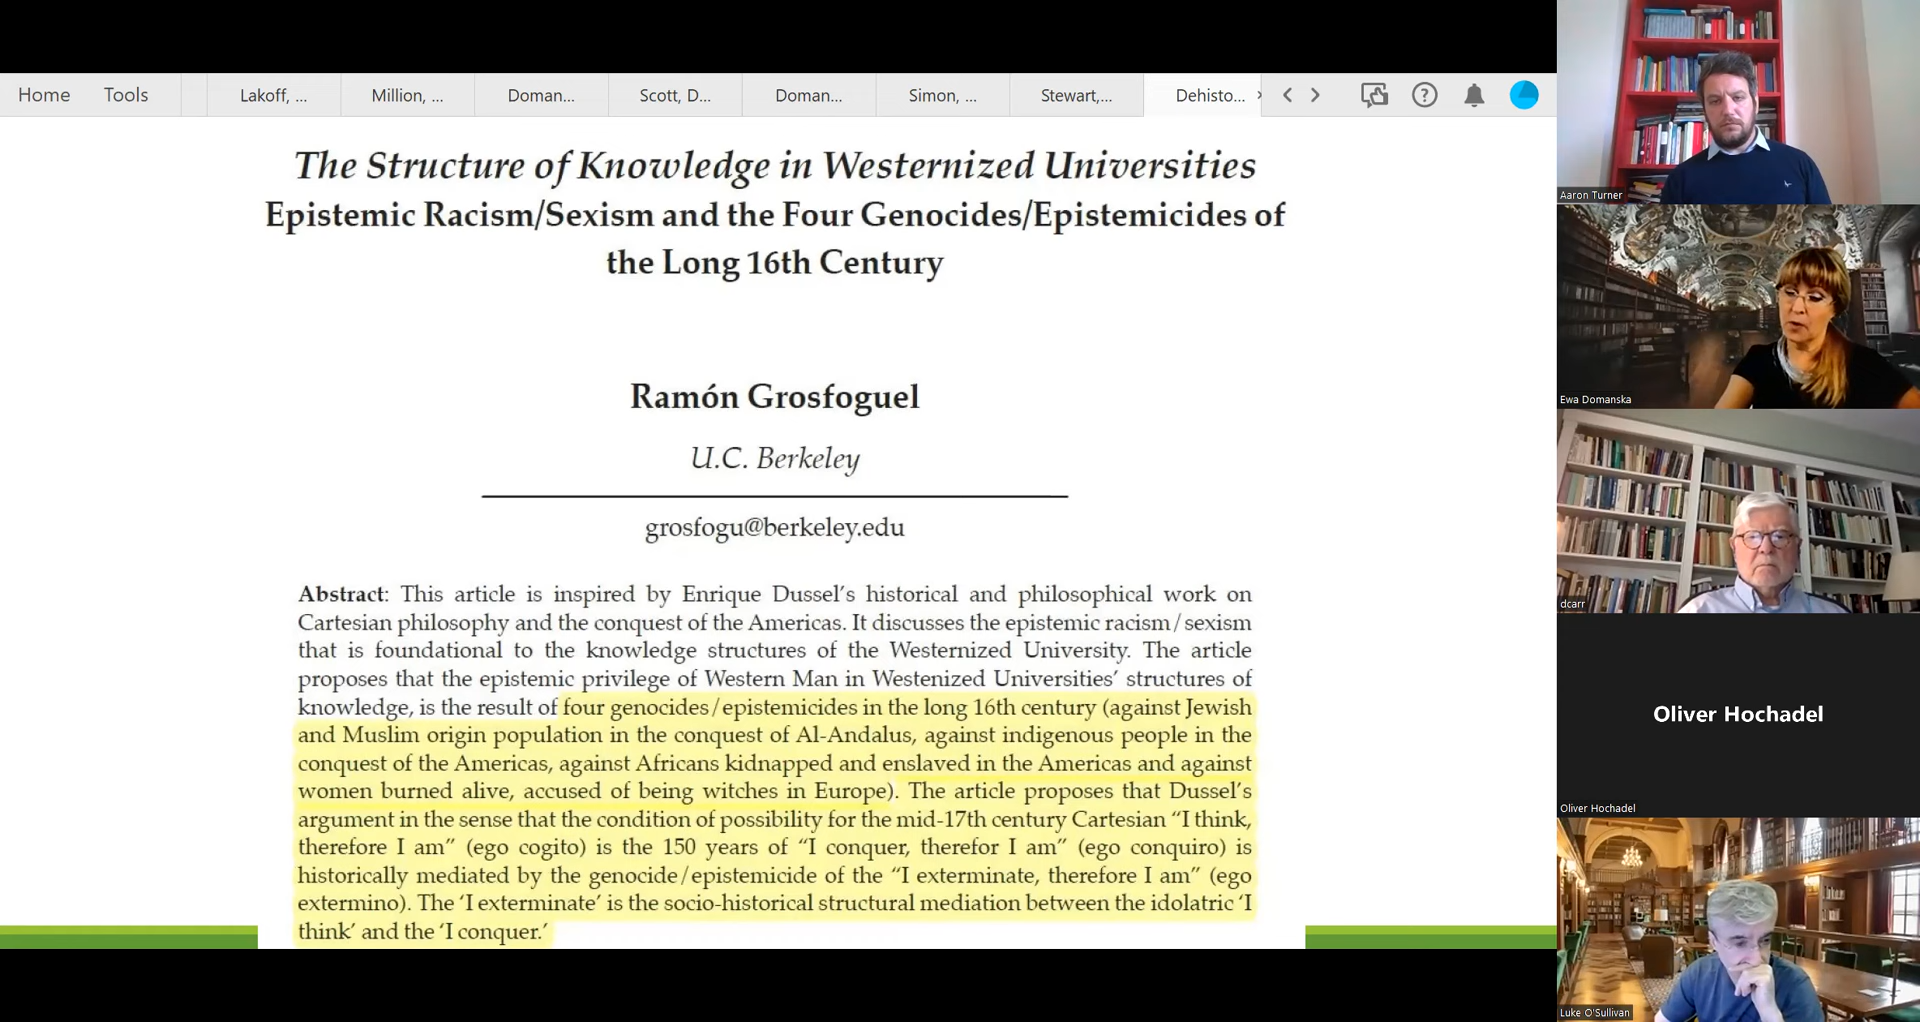 Home Tools Lakoff, ... Million, ... Doman... Scott, D... Doman... Simon, ... Stewart,... Dehisto...
The Structure of Knowledge in Westernized Universities
Epistemic Racism/Sexism and the Four Genocides/Epistemicides of
the Long 16th Century
Ramón Grosfoguel
U.C. Berkeley
grosfogu@berkeley.edu
Abstract: This article is inspired by Enrique Dussel's historical and philosophical work on
Cartesian philosophy and the conquest of the Americas. It discusses the epistemic racism/sexism
that is foundational to the knowledge structures of the Westernized University. The article
proposes that the epistemic privilege of Western Man in Westenized Universities' structures of
knowledge, is the result of four genocides/epistemicides in the long 16th century (against Jewish
and Muslim origin population in the conquest of Al-Andalus, against indigenous people in the
conquest of the Americas, against Africans kidnapped and enslaved in the Americas and against
women burned alive, accused of being witches in Europe). The article proposes that Dussel's
argument in the sense that the condition of possibility for the mid-17th century Cartesian “I think,
therefore I am” (ego cogito) is the 150 years of “I conquer, therefor I am” (ego conquiro) is
historically mediated by the genocide/epistemicide of the “I exterminate, therefore I am” (ego
extermino). The ‘I exterminate’ is the socio-historical structural mediation between the idolatric ‘I
think’ and the ‘I conquer.’
Aaron Turner
Ewa Domanska
dcarr
Oliver Hochadel
Oliver Hochadel
Luke O'Sullivan